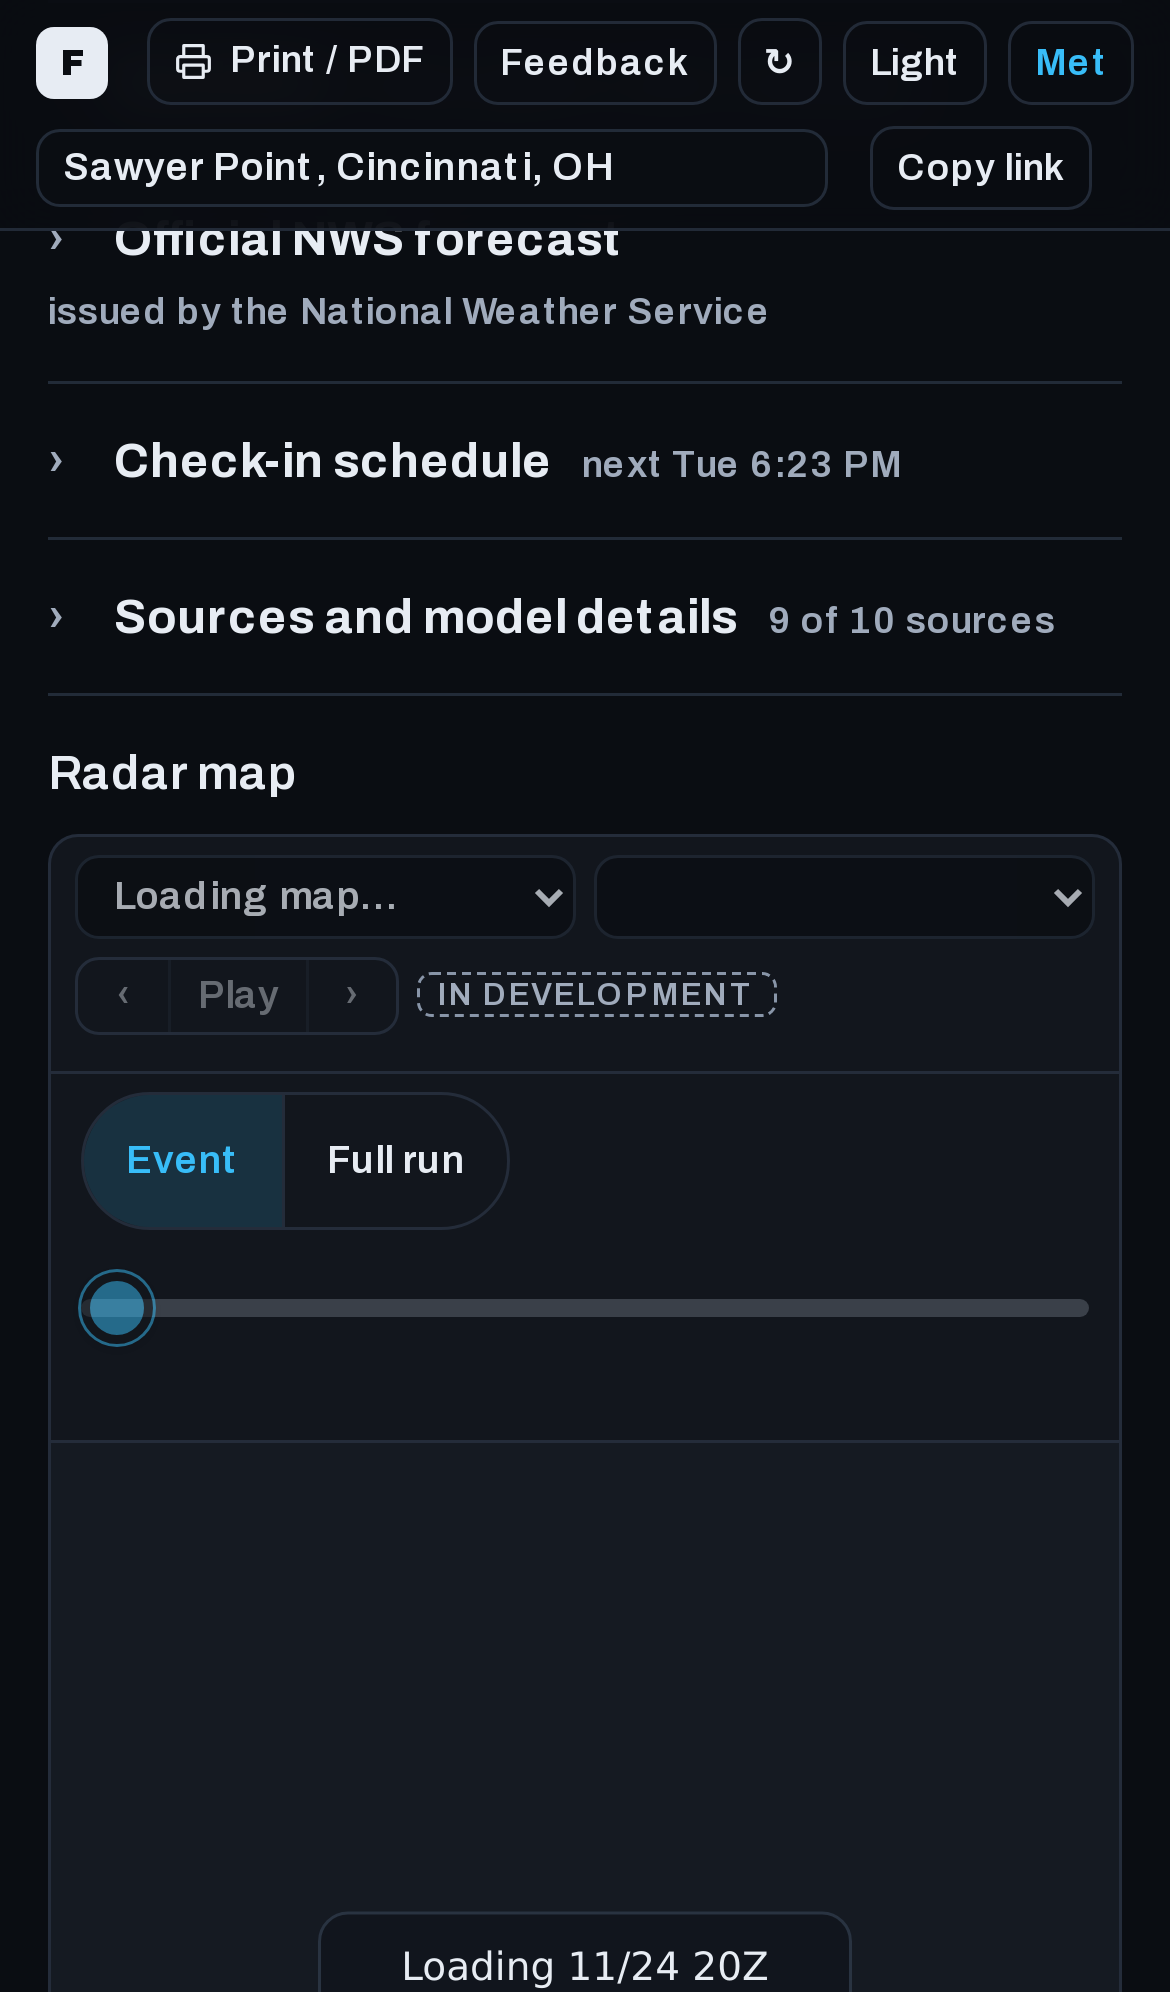 F Print / PDF Feedback ↻ Light Met
Sawyer Point, Cincinnati, OH Copy link
› Official NWS forecast
issued by the National Weather Service
› Check-in schedule next Tue 6:23 PM
› Sources and model details 9 of 10 sources
Radar map
Loading map...
‹ Play › IN DEVELOPMENT
Event Full run
Loading 11/24 20Z